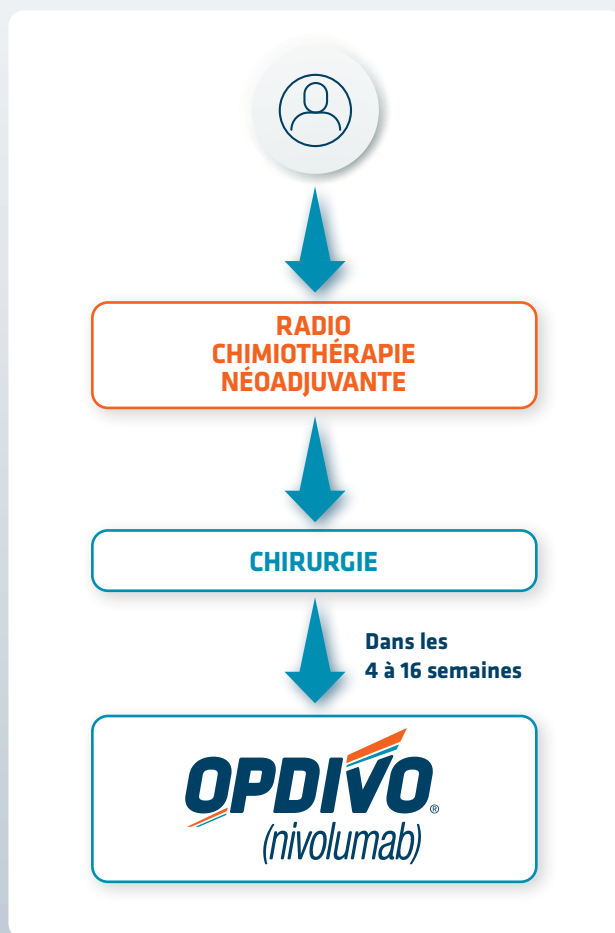 RADIO
CHIMIOTHÉRAPIE
NÉOADJUVANTE
CHIRURGIE
Dans les
4 à 16 semaines
OPDIVO®
(nivolumab)